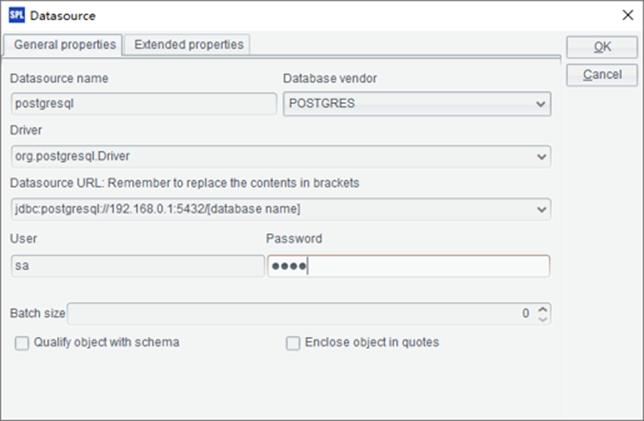 SPL Datasource
General properties Extended properties
OK
Cancel
Datasource name Database vendor
postgresql POSTGRES
Driver
org.postgresql.Driver
Datasource URL: Remember to replace the contents in brackets
jdbc:postgresql://192.168.0.1:5432/[database name]
User Password
sa ●●●●
Batch size 0
Qualify object with schema Enclose object in quotes